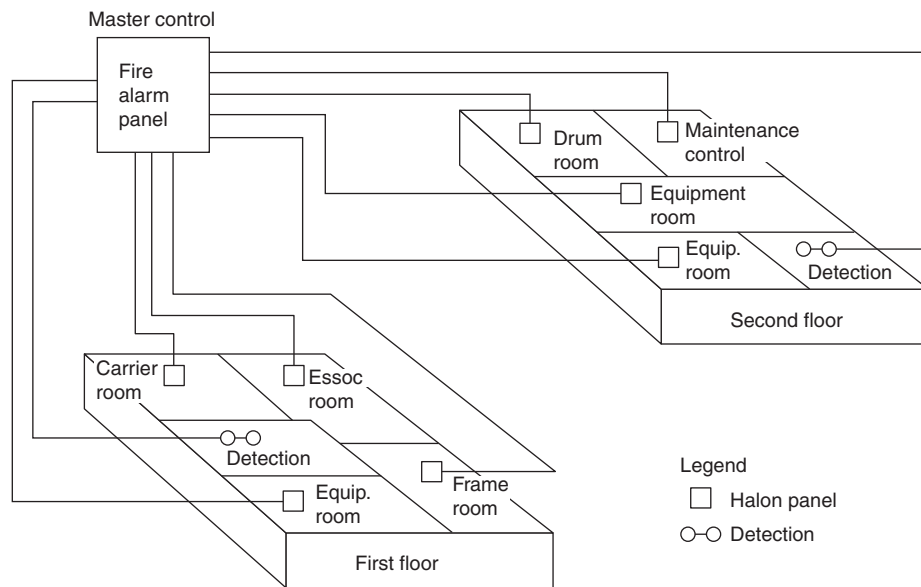 Master control
Fire
alarm
panel
Drum
room
Maintenance
control
Equipment
room
Equip.
room
Detection
Second floor
Carrier
room
Essoc
room
Detection
Equip.
room
Frame
room
First floor
Legend
Halon panel
Detection